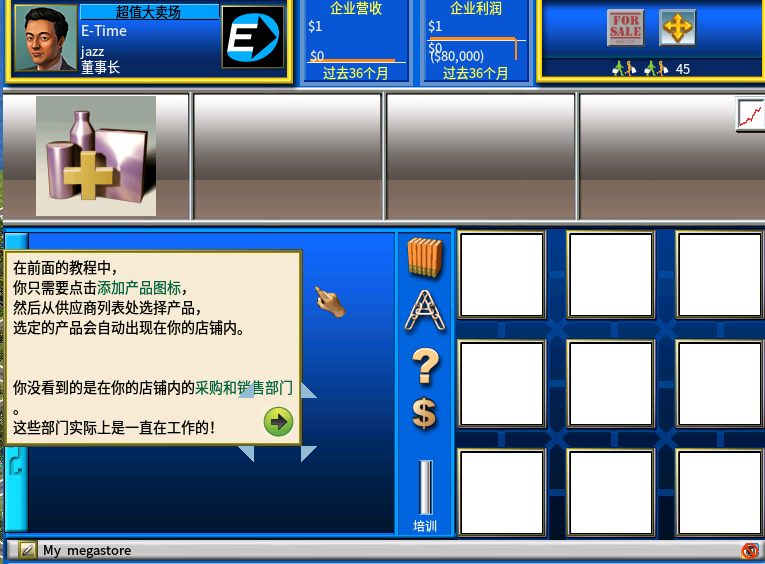 超值大卖场
E-Time
jazz
董事长
企业营收
$1
$0
过去36个月
企业利润
$1
$0
($80,000)
过去36个月
FOR
SALE
45
在前面的教程中，
你只需要点击添加产品图标，
然后从供应商列表处选择产品，
选定的产品会自动出现在你的店铺内。
你没看到的是在你的店铺内的采购和销售部门
。
这些部门实际上是一直在工作的！
?
$
培训
My megastore